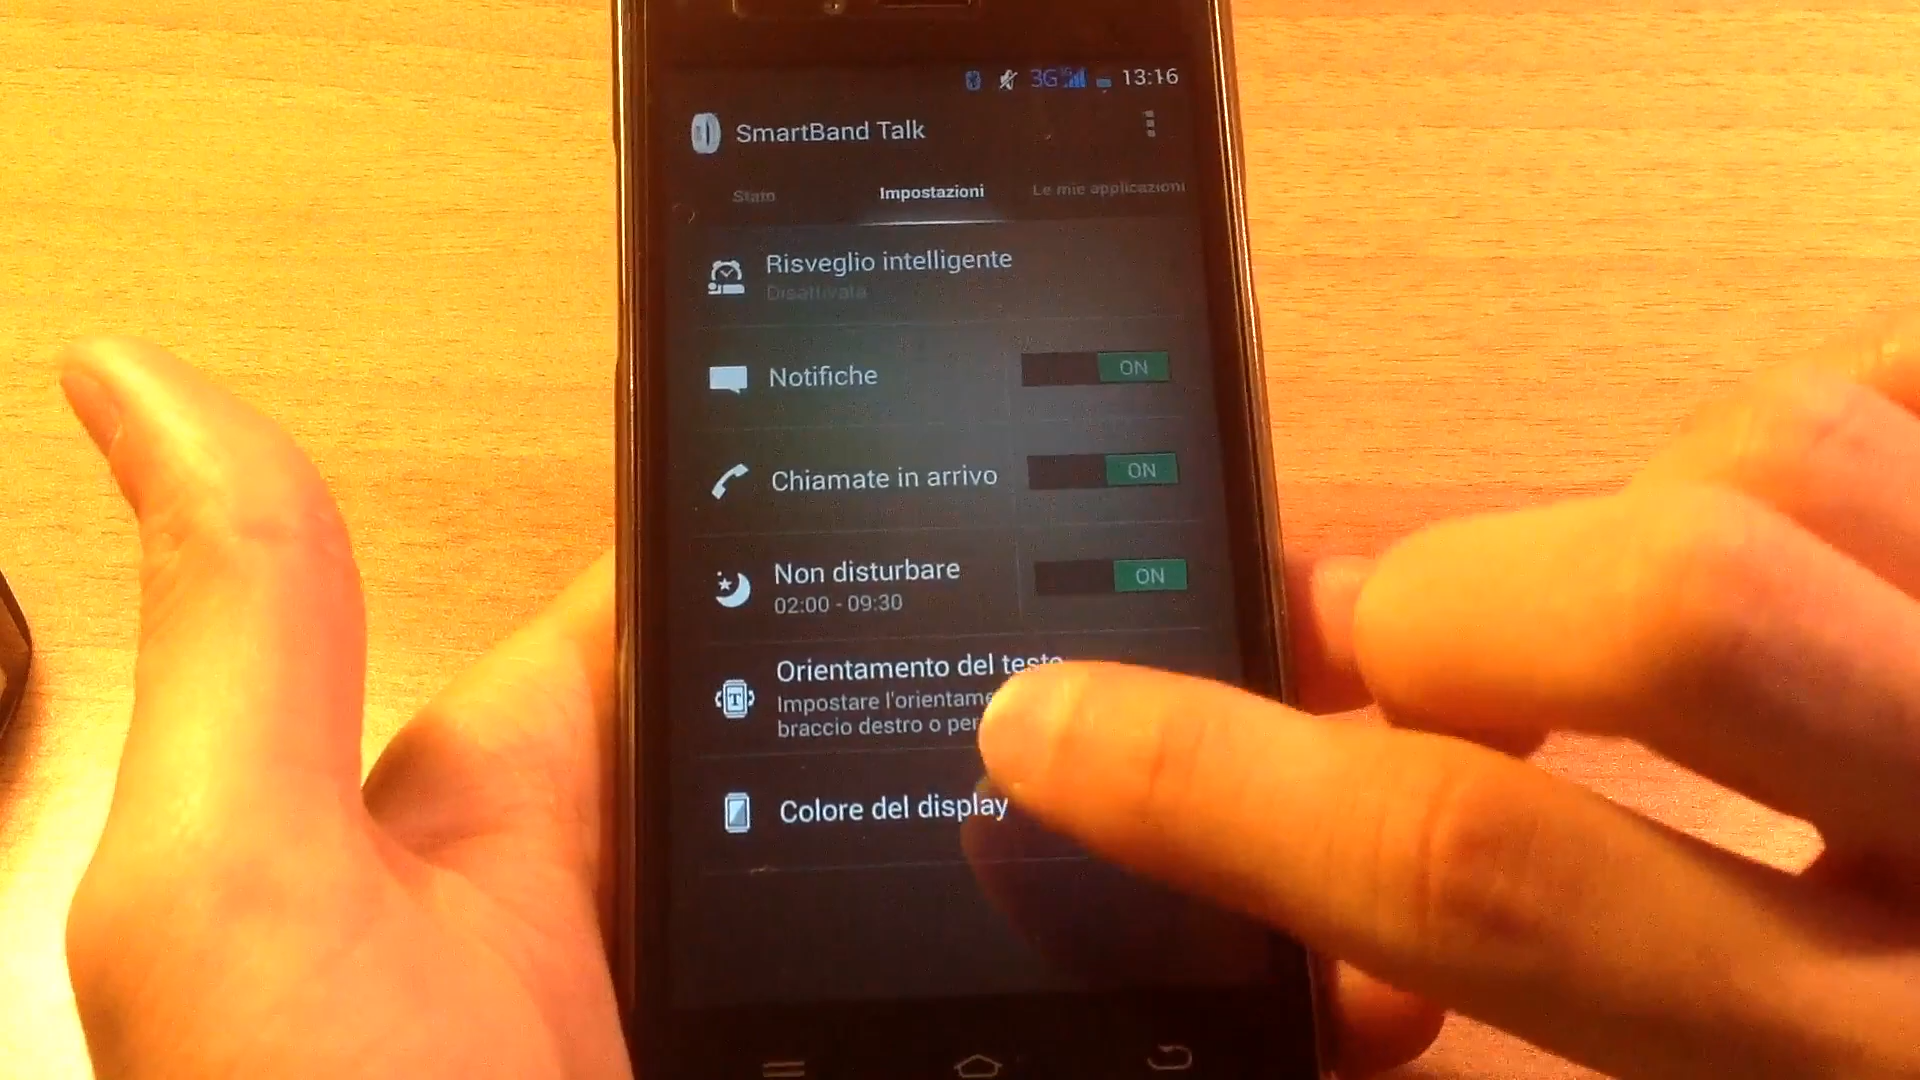 3G 13:16
SmartBand Talk
Stato Impostazioni Le mie applicazioni
Risveglio intelligente
Disattivata
Notifiche ON
Chiamate in arrivo ON
Non disturbare ON
02:00 - 09:30
Orientamento del testo
Impostare l'orientame
braccio destro o per
Colore del display